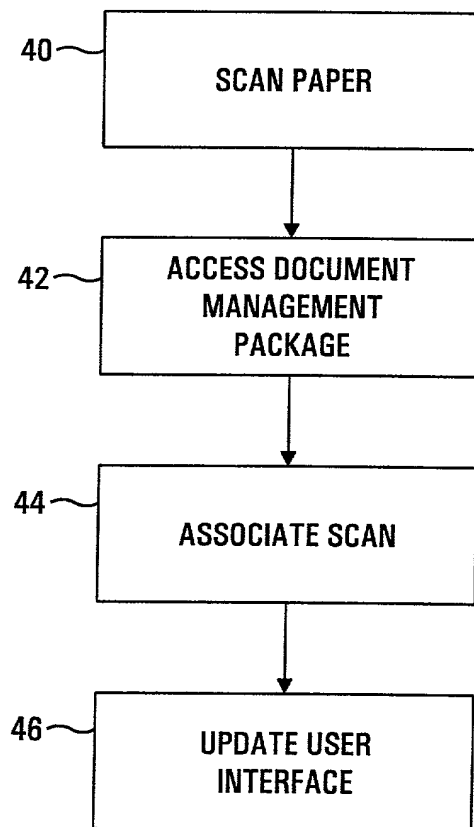 40
SCAN PAPER
42
ACCESS DOCUMENT
MANAGEMENT
PACKAGE
44
ASSOCIATE SCAN
46
UPDATE USER
INTERFACE